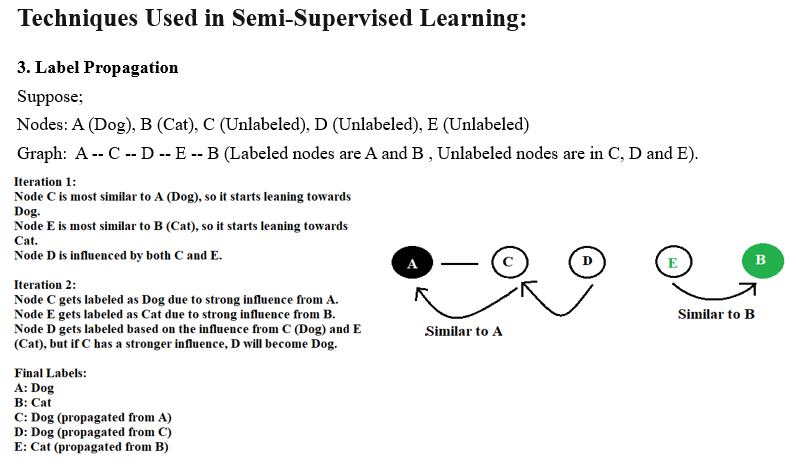 Techniques Used in Semi-Supervised Learning:
3. Label Propagation
Suppose;
Nodes: A (Dog), B (Cat), C (Unlabeled), D (Unlabeled), E (Unlabeled)
Graph:  A -- C -- D -- E -- B (Labeled nodes are A and B , Unlabeled nodes are in C, D and E).
Iteration 1:
Node C is most similar to A (Dog), so it starts leaning towards
Dog.
Node E is most similar to B (Cat), so it starts leaning towards
Cat.
Node D is influenced by both C and E.
Iteration 2:
Node C gets labeled as Dog due to strong influence from A.
Node E gets labeled as Cat due to strong influence from B.
Node D gets labeled based on the influence from C (Dog) and E
(Cat), but if C has a stronger influence, D will become Dog.
Final Labels:
A: Dog
B: Cat
C: Dog (propagated from A)
D: Dog (propagated from C)
E: Cat (propagated from B)
A C D E B
Similar to A
Similar to B